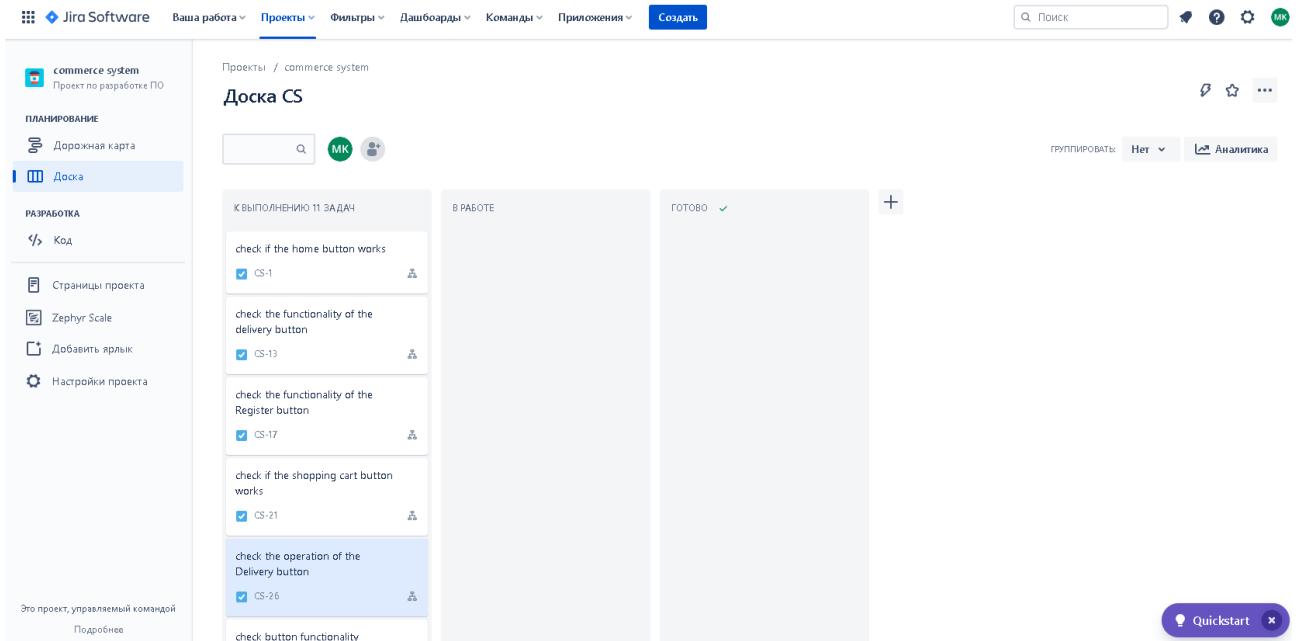 Jira Software Ваша работа Проекты Фильтры Дашборды Команды Приложения Создать Поиск MK
commerce system
Проект по разработке ПО
ПЛАНИРОВАНИЕ
Дорожная карта
Доска
РАЗРАБОТКА
Код
Страницы проекта
Zephyr Scale
Добавить ярлык
Настройки проекта
Это проект, управляемый командой
Подробнее
Проекты / commerce system
Доска CS
MK
ГРУППИРОВАТЬ: Нет Аналитика
К ВЫПОЛНЕНИЮ 11 ЗАДАЧ
check if the home button works
CS-1
check the functionality of the
delivery button
CS-13
check the functionality of the
Register button
CS-17
check if the shopping cart button
works
CS-21
check the operation of the
Delivery button
CS-26
check button functionality
В РАБОТЕ
ГОТОВО
Quickstart